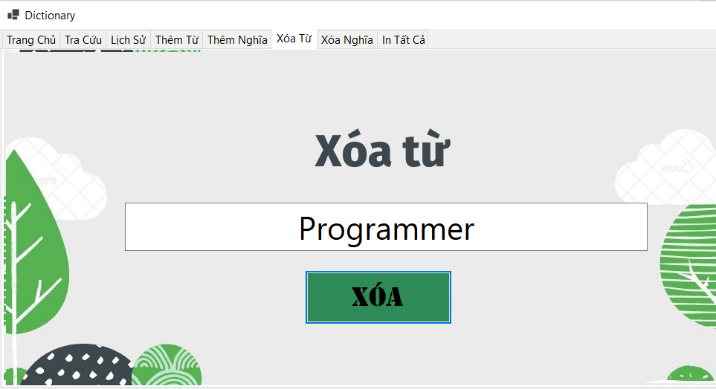 Dictionary
Trang Chủ Tra Cứu Lịch Sử Thêm Từ Thêm Nghĩa Xóa Từ Xóa Nghĩa In Tất Cả
Xóa từ
Programmer
XÓA